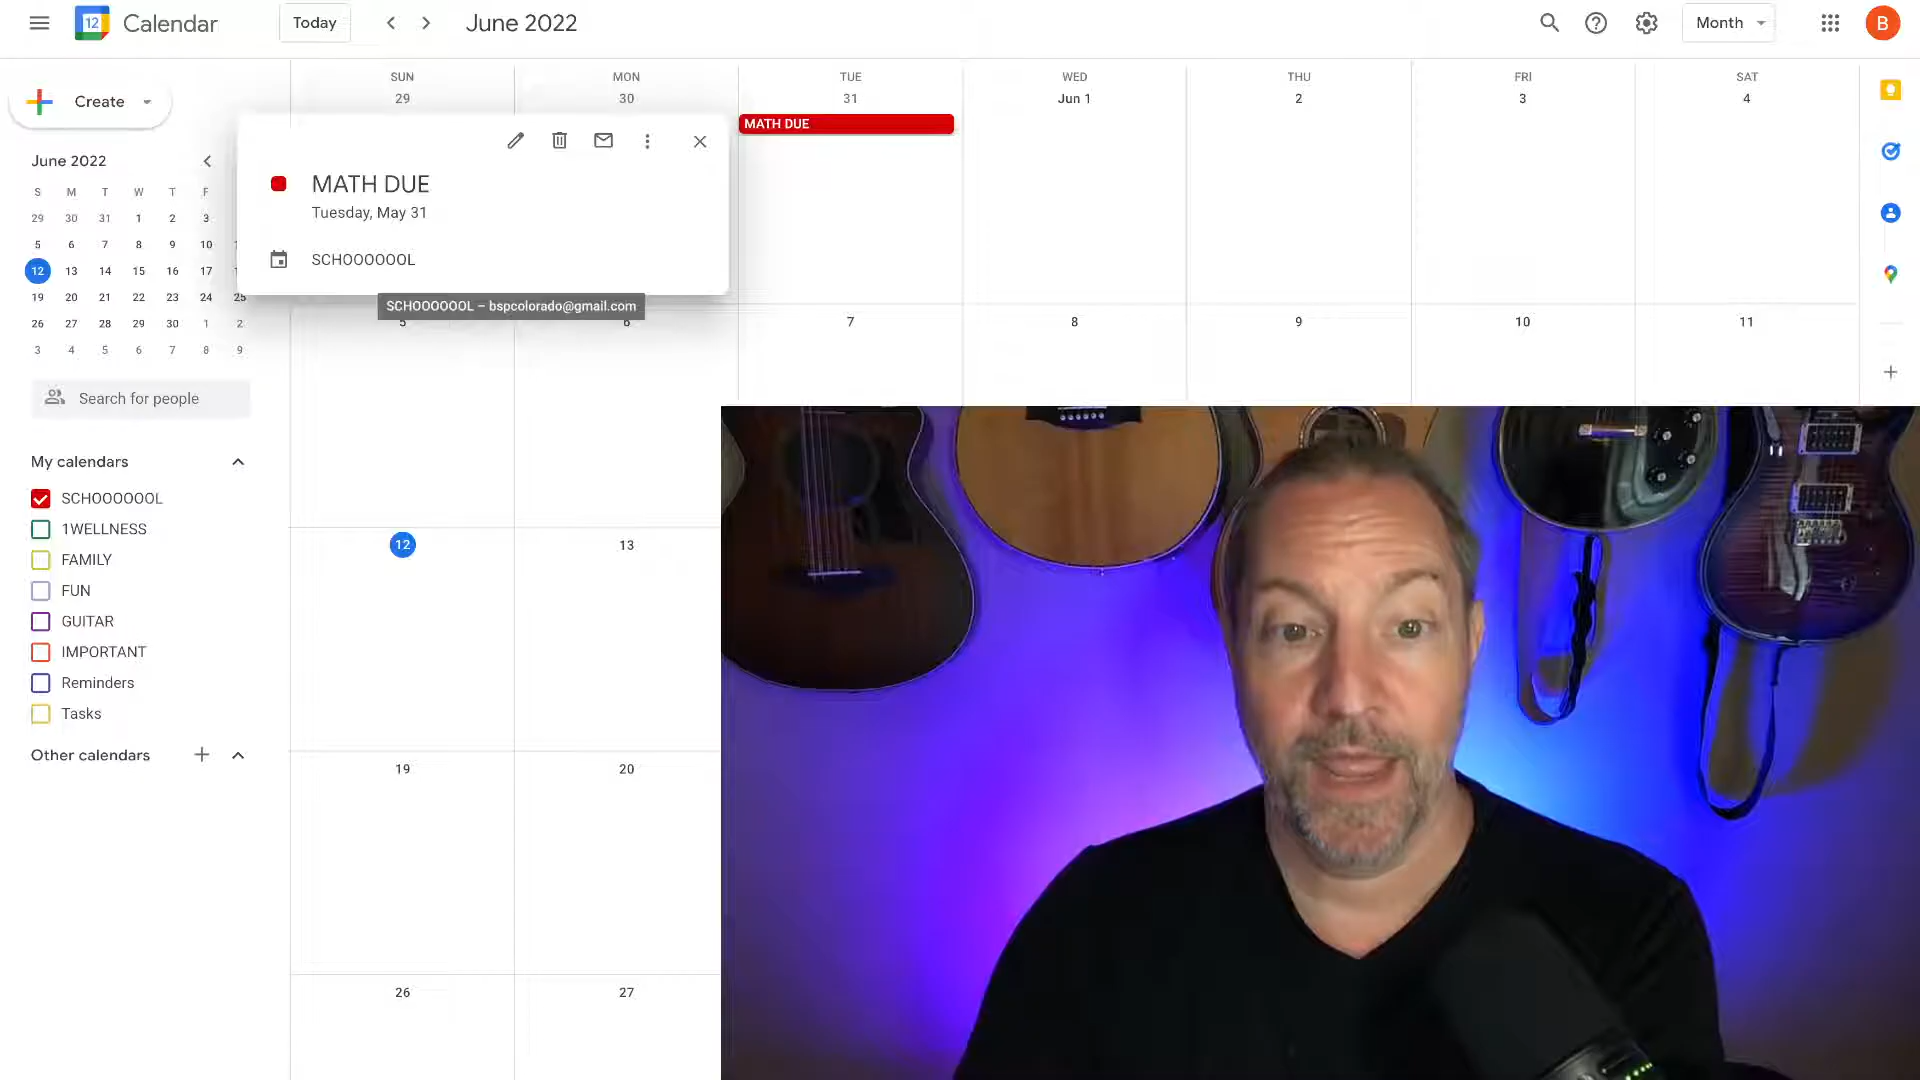 12 Calendar Today June 2022 Month B
Create
June 2022
S M T W T F
29 30 31 1 2 3
5 6 7 8 9 10
12 13 14 15 16 17
19 20 21 22 23 24 25
26 27 28 29 30 1 2
3 4 5 6 7 8 9
Search for people
My calendars
SCHOOOOOOL
1WELLNESS
FAMILY
FUN
GUITAR
IMPORTANT
Reminders
Tasks
Other calendars
SUN MON TUE WED THU FRI SAT
29 30 31 Jun 1 2 3 4
MATH DUE
MATH DUE
Tuesday, May 31
SCHOOOOOOL
SCHOOOOOOL – bspcolorado@gmail.com
5 6 7 8 9 10 11
12 13
19 20
26 27